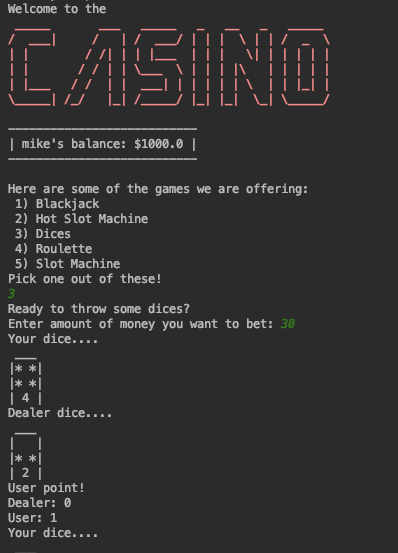 Welcome to the
CASINO
| mike's balance: $1000.0 |
Here are some of the games we are offering:
1) Blackjack
2) Hot Slot Machine
3) Dices
4) Roulette
5) Slot Machine
Pick one out of these!
3
Ready to throw some dices?
Enter amount of money you want to bet: 30
Your dice....
|* *|
|* *|
| 4 |
Dealer dice....
|   |
|* *|
| 2 |
User point!
Dealer: 0
User: 1
Your dice....